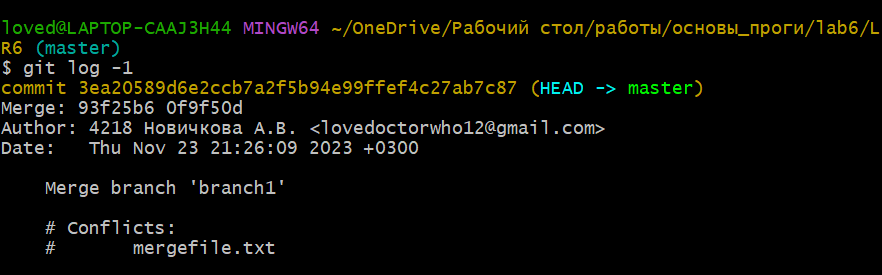 loved@LAPTOP-CAAJ3H44 MINGW64 ~/OneDrive/Рабочий стол/работы/основы_проги/lab6/L
R6 (master)
$ git log -1
commit 3ea20589d6e2ccb7a2f5b94e99ffef4c27ab7c87 (HEAD -> master)
Merge: 93f25b6 0f9f50d
Author: 4218 Новичкова А.В. <lovedoctorwho12@gmail.com>
Date:   Thu Nov 23 21:26:09 2023 +0300
    Merge branch 'branch1'
    # Conflicts:
    #       mergefile.txt